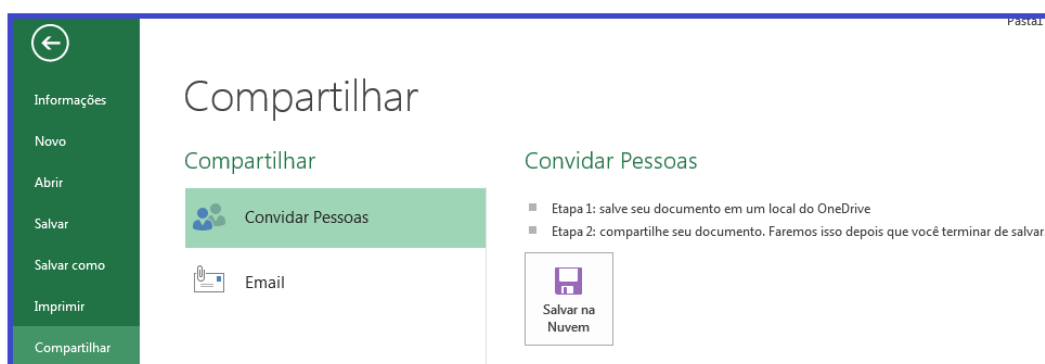 Pasta1
Informações
Novo
Abrir
Salvar
Salvar como
Imprimir
Compartilhar
Compartilhar
Compartilhar
Convidar Pessoas
Email
Convidar Pessoas
Etapa 1: salve seu documento em um local do OneDrive
Etapa 2: compartilhe seu documento. Faremos isso depois que você terminar de salvar.
Salvar na
Nuvem